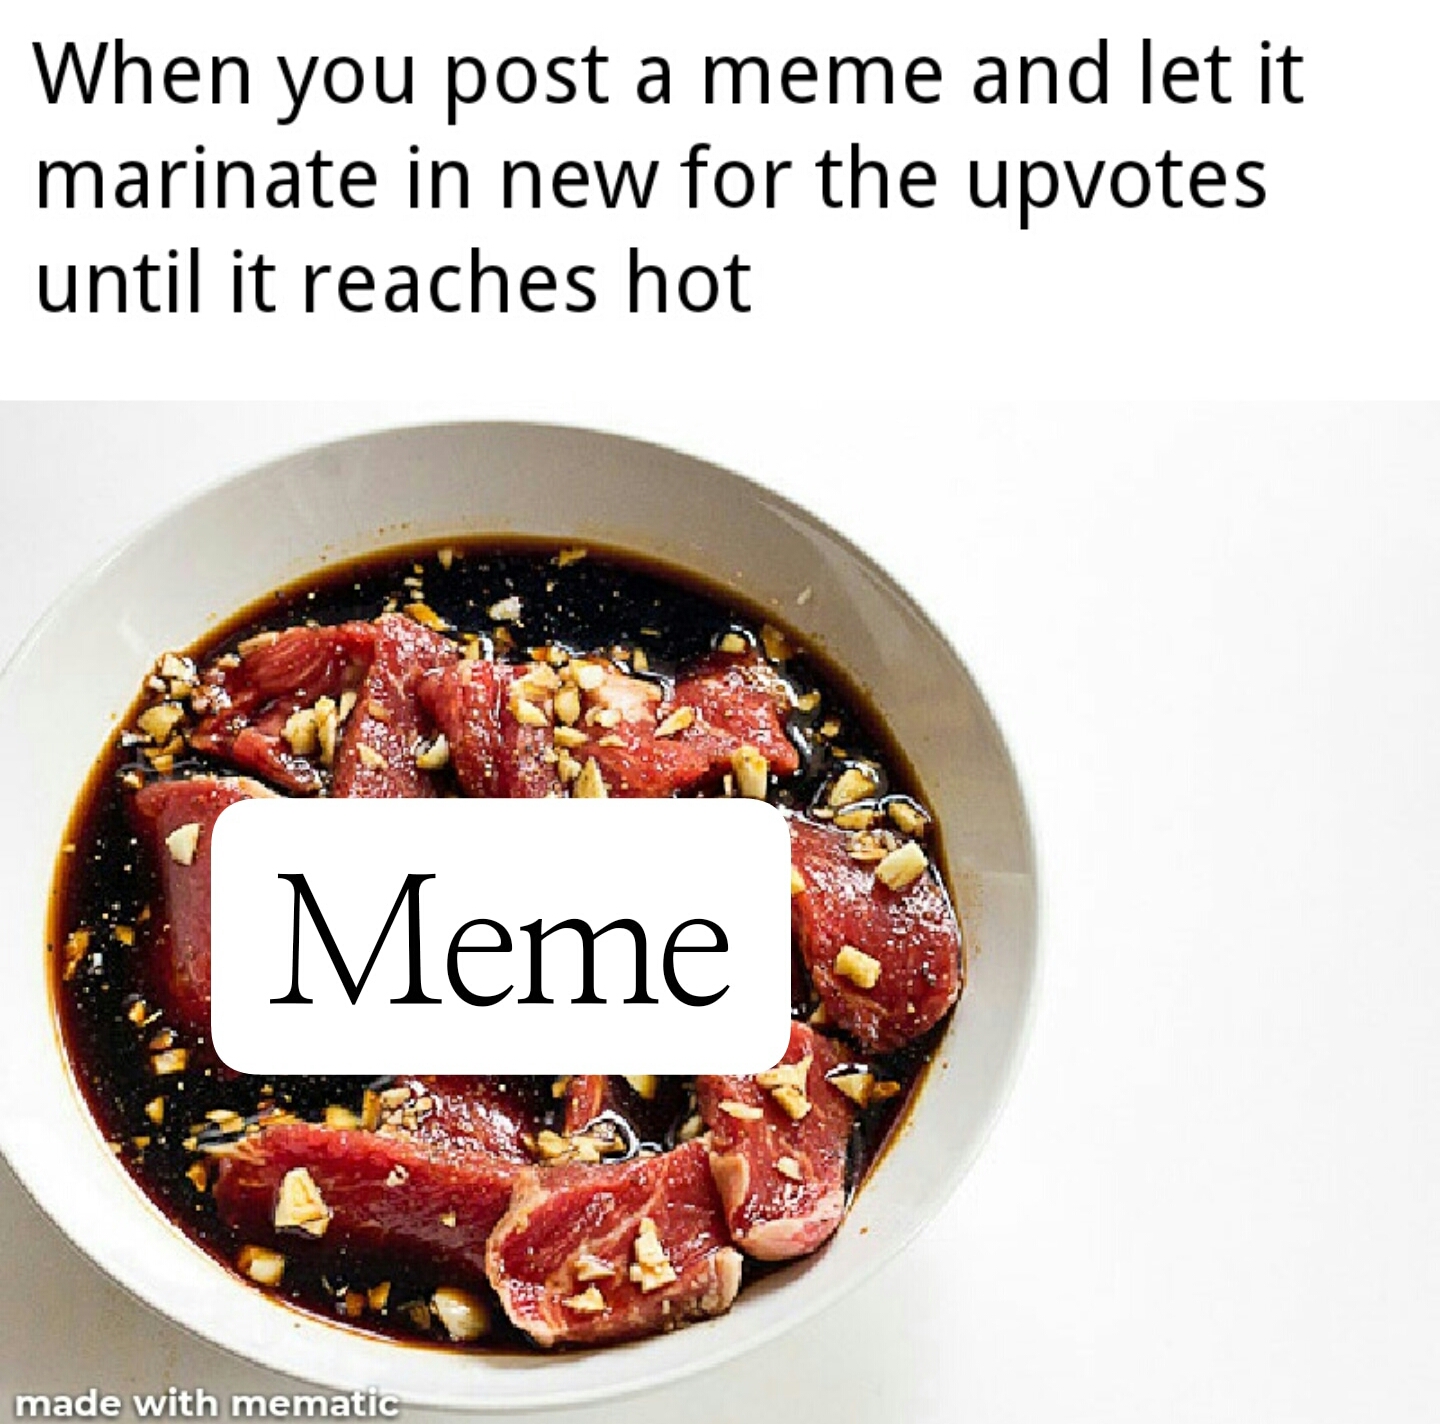 When you post a meme and let it
marinate in new for the upvotes
until it reaches hot
Meme
made with mematic